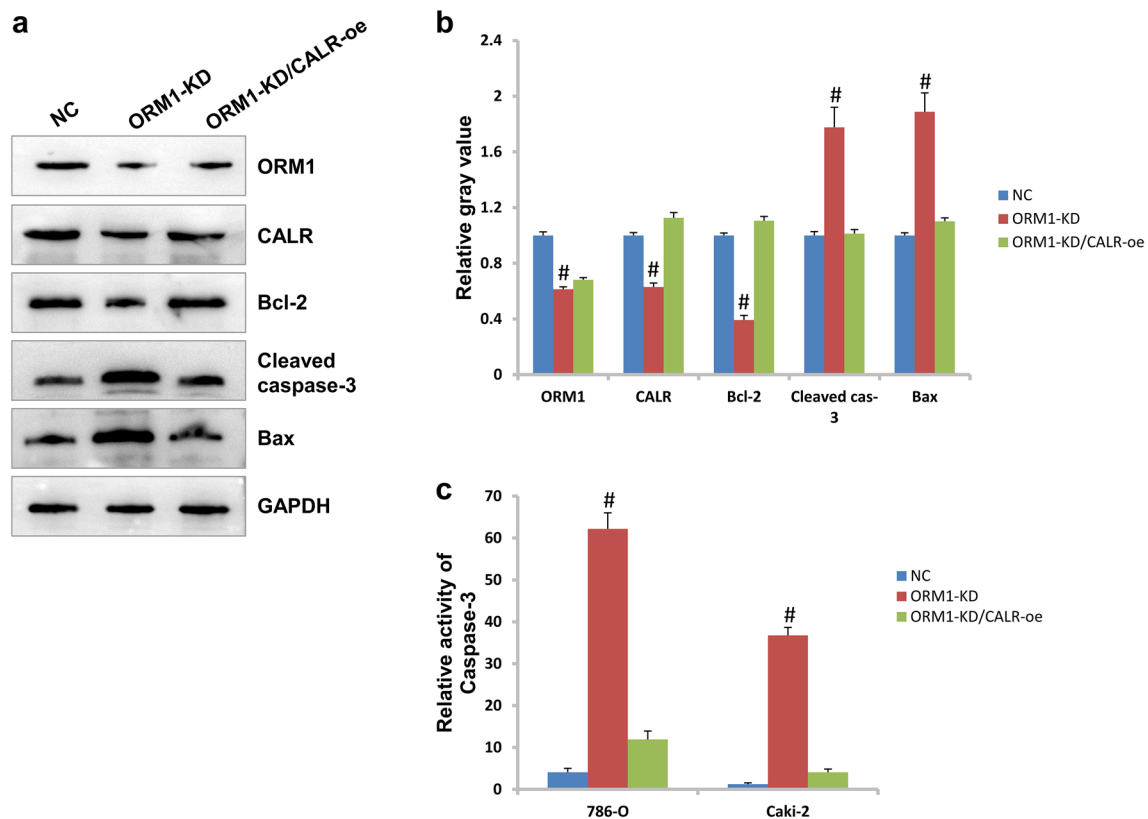 a
NC
ORM1-KD
ORM1-KD/CALR-oe
ORM1
CALR
Bcl-2
Cleaved
caspase-3
Bax
GAPDH
b
Relative gray value
2.4
2
1.6
1.2
0.8
0.4
0
#
#
#
#
#
ORM1
CALR
Bcl-2
Cleaved cas-
3
Bax
NC
ORM1-KD
ORM1-KD/CALR-oe
c
Relative activity of
Caspase-3
70
60
50
40
30
20
10
0
#
#
786-O
Caki-2
NC
ORM1-KD
ORM1-KD/CALR-oe